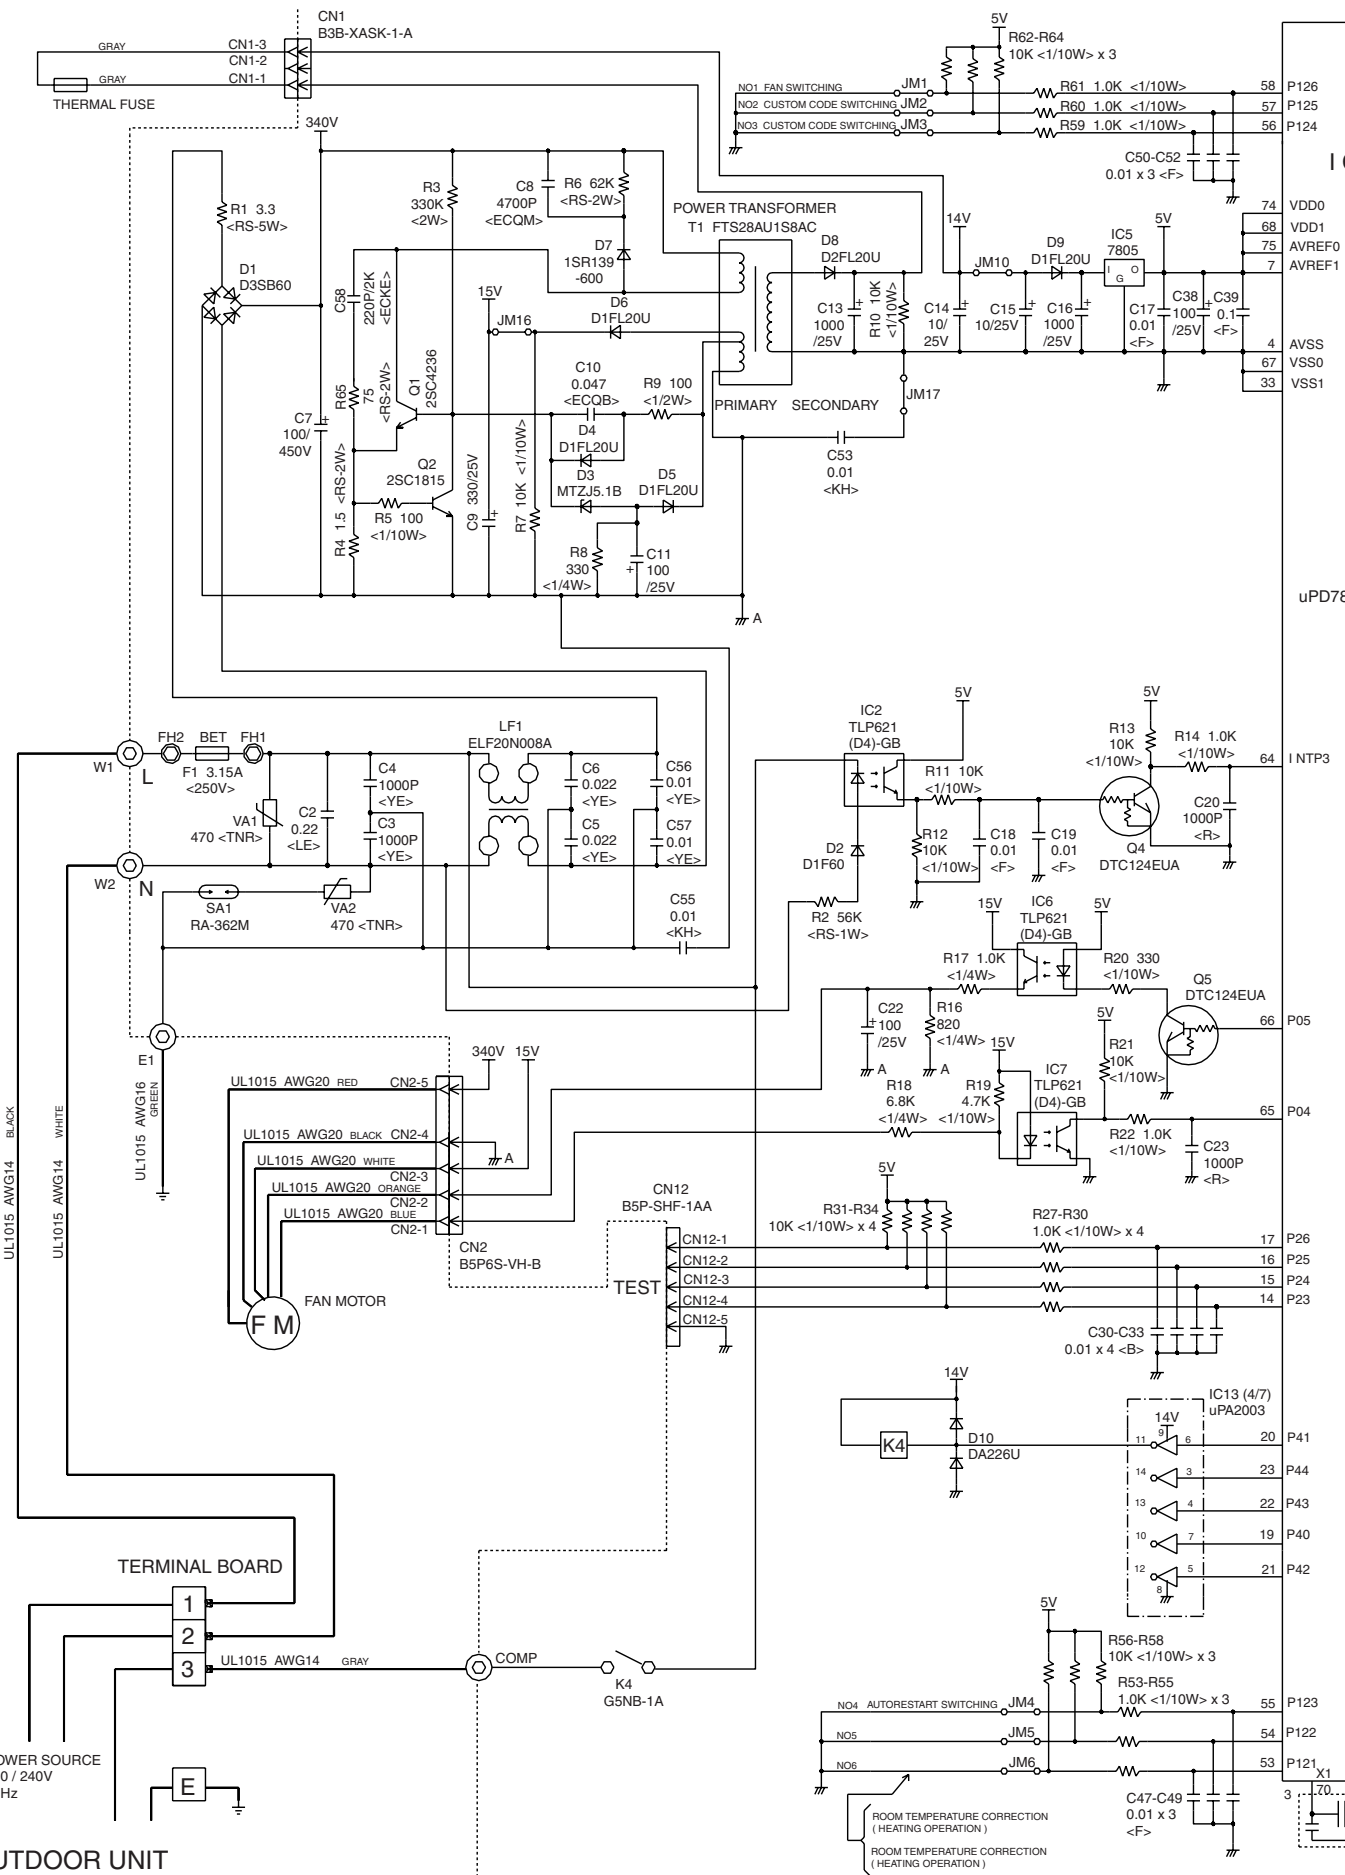 CN1
B3B-XASK-1-A
GRAY
CN1-3
CN1-2
GRAY
CN1-1
THERMAL FUSE
340V
R1 3.3
<RS-5W>
D1
D3SB60
R3
330K
<2W>
C8
4700P
<ECQM>
R6 62K
<RS-2W>
D7
1SR139
-600
C58
220P/2K
<ECKE>
15V
JM16
D6
D1FL20U
POWER TRANSFORMER
T1 FTS28AU1S8AC
PRIMARY SECONDARY
R65
75
<RS-2W>
Q1
2SC4236
C10
0.047
<ECQB>
R9 100
<1/2W>
C7
100/
450V
D4
D1FL20U
D3
MTZJ5.1B
D5
D1FL20U
Q2
2SC1815
R4 1.5 <RS-2W>
R5 100
<1/10W>
C9 330/25V
R7 10K <1/10W>
R8
330
<1/4W>
C11
100
/25V
A
5V
R62-R64
10K <1/10W> x 3
NO1 FAN SWITCHING
JM1
R61 1.0K <1/10W>
58
P126
NO2 CUSTOM CODE SWITCHING
JM2
R60 1.0K <1/10W>
57
P125
NO3 CUSTOM CODE SWITCHING
JM3
R59 1.0K <1/10W>
56
P124
C50-C52
0.01 x 3 <F>
D8
D2FL20U
C13
1000
/25V
R10 10K
<1/10W>
14V
JM10
D9
D1FL20U
IC5
7805
I
O
G
5V
C14
10/
25V
C15
10/25V
C16
1000
/25V
C17
0.01
<F>
C38
100
/25V
C39
0.1
<F>
JM17
C53
0.01
<KH>
74
VDD0
68
VDD1
75
AVREF0
7
AVREF1
4
AVSS
67
VSS0
33
VSS1
uPD78
W1
L
FH2
BET
FH1
F1 3.15A
<250V>
VA1
470 <TNR>
C2
0.22
<LE>
C4
1000P
<YE>
C3
1000P
<YE>
LF1
ELF20N008A
C6
0.022
<YE>
C5
0.022
<YE>
C56
0.01
<YE>
C57
0.01
<YE>
W2
N
SA1
RA-362M
VA2
470 <TNR>
C55
0.01
<KH>
E1
IC2
TLP621
(D4)-GB
5V
R11 10K
<1/10W>
R12
10K
<1/10W>
D2
D1F60
R2 56K
<RS-1W>
C18
0.01
<F>
C19
0.01
<F>
5V
R13
10K
<1/10W>
R14 1.0K
<1/10W>
64
INTP3
Q4
DTC124EUA
C20
1000P
<R>
15V
IC6
TLP621
(D4)-GB
5V
R17 1.0K
<1/4W>
R20 330
<1/10W>
Q5
DTC124EUA
C22
100
/25V
R16
820
<1/4W>
A
A
66
P05
15V
R18
6.8K
<1/4W>
R19
4.7K
<1/10W>
IC7
TLP621
(D4)-GB
5V
R21
10K
<1/10W>
R22 1.0K
<1/10W>
65
P04
C23
1000P
<R>
340V
15V
UL1015 AWG20 RED
CN2-5
UL1015 AWG20 BLACK
CN2-4
A
UL1015 AWG20 WHITE
CN2-3
UL1015 AWG20 ORANGE
CN2-2
UL1015 AWG20 BLUE
CN2-1
CN2
B5P6S-VH-B
FAN MOTOR
FM
UL1015 AWG14 BLACK
UL1015 AWG14 WHITE
UL1015 AWG16
GREEN
CN12
B5P-SHF-1AA
TEST
CN12-1
CN12-2
CN12-3
CN12-4
CN12-5
5V
R31-R34
10K <1/10W> x 4
R27-R30
1.0K <1/10W> x 4
17
P26
16
P25
15
P24
14
P23
C30-C33
0.01 x 4 <B>
14V
K4
D10
DA226U
IC13 (4/7)
uPA2003
14V
9
11
6
20
P41
14
3
23
P44
13
4
22
P43
10
7
19
P40
12
5
8
21
P42
TERMINAL BOARD
1
2
3
UL1015 AWG14 GRAY
COMP
K4
G5NB-1A
OWER SOURCE
0 / 240V
Hz
E
UTDOOR UNIT
5V
R56-R58
10K <1/10W> x 3
R53-R55
1.0K <1/10W> x 3
NO4 AUTORESTART SWITCHING
JM4
55
P123
NO5
JM5
54
P122
NO6
JM6
53
P121
C47-C49
0.01 x 3
<F>
X1
3
70
ROOM TEMPERATURE CORRECTION
( HEATING OPERATION )
ROOM TEMPERATURE CORRECTION
( HEATING OPERATION )